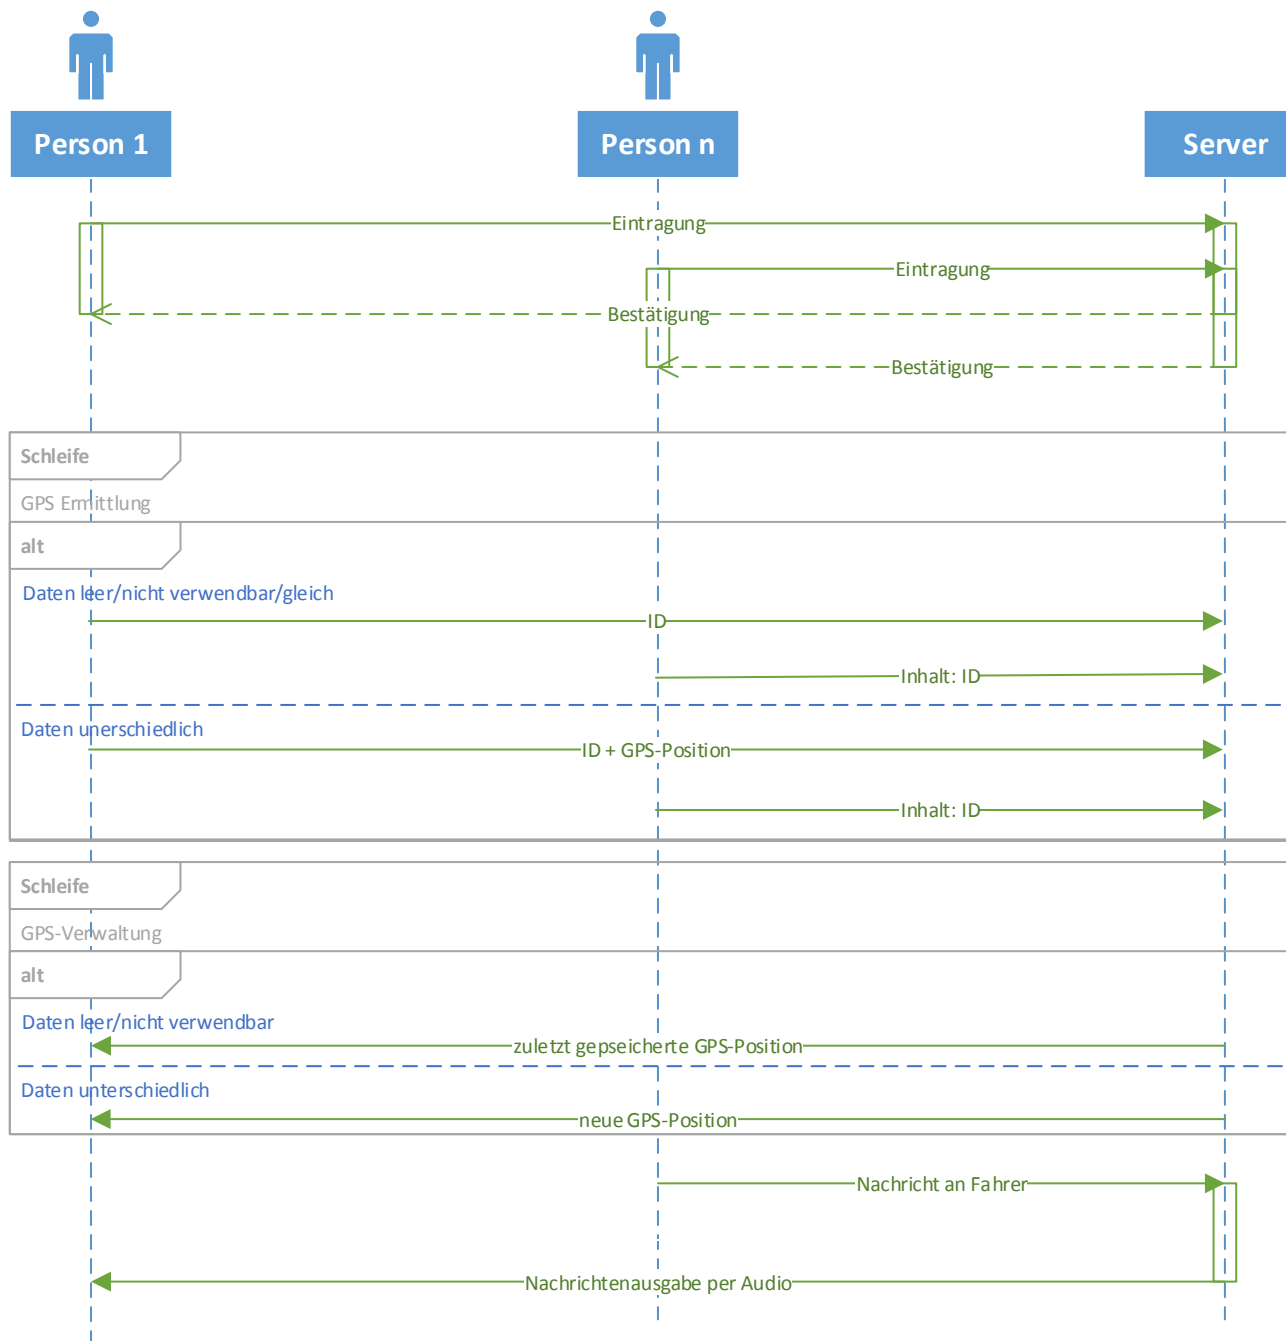 Person 1
Person n
Server
Eintragung
Eintragung
Bestätigung
Bestätigung
Schleife
GPS Ermittlung
alt
Daten leer/nicht verwendbar/gleich
ID
Inhalt: ID
Daten unerschiedlich
ID + GPS-Position
Inhalt: ID
Schleife
GPS-Verwaltung
alt
Daten leer/nicht verwendbar
zuletzt gepseicherte GPS-Position
Daten unterschiedlich
neue GPS-Position
Nachricht an Fahrer
Nachrichtenausgabe per Audio